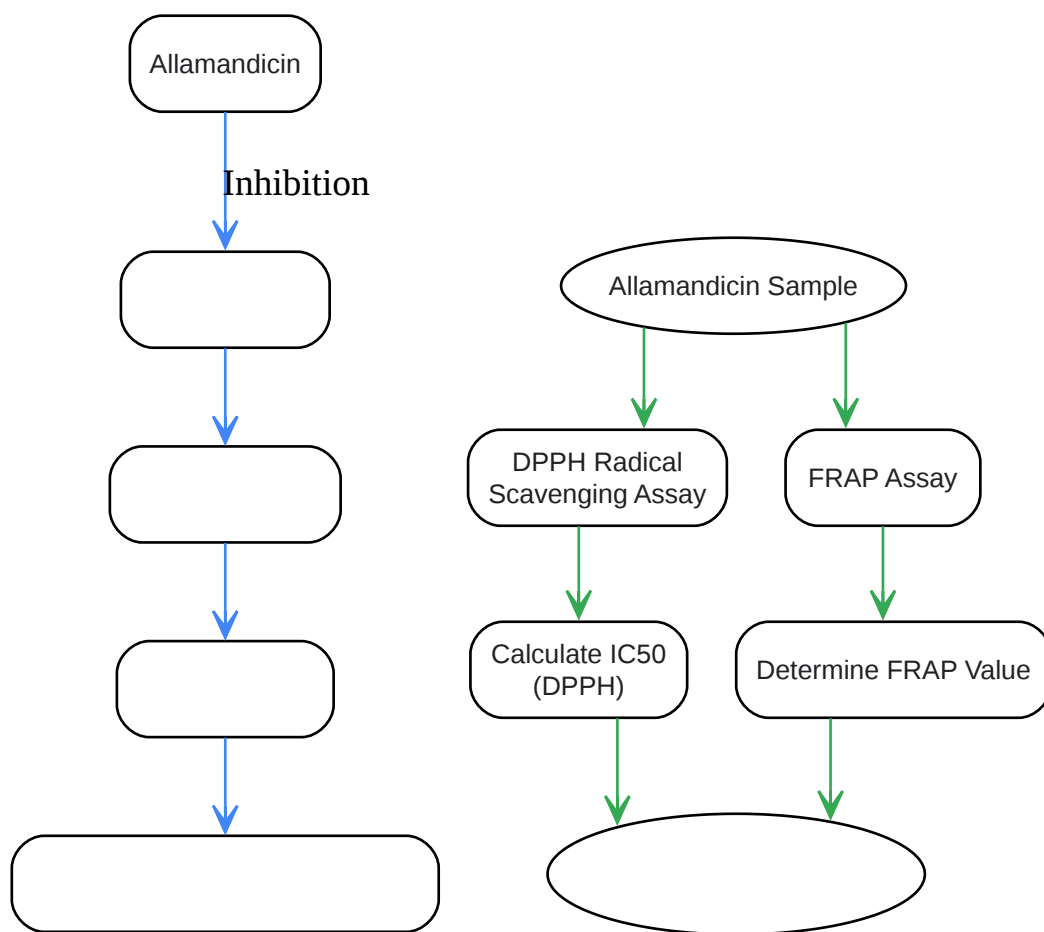 Allamandicin
Inhibition
Allamandicin Sample
DPPH Radical
Scavenging Assay
FRAP Assay
Calculate IC50
(DPPH)
Determine FRAP Value